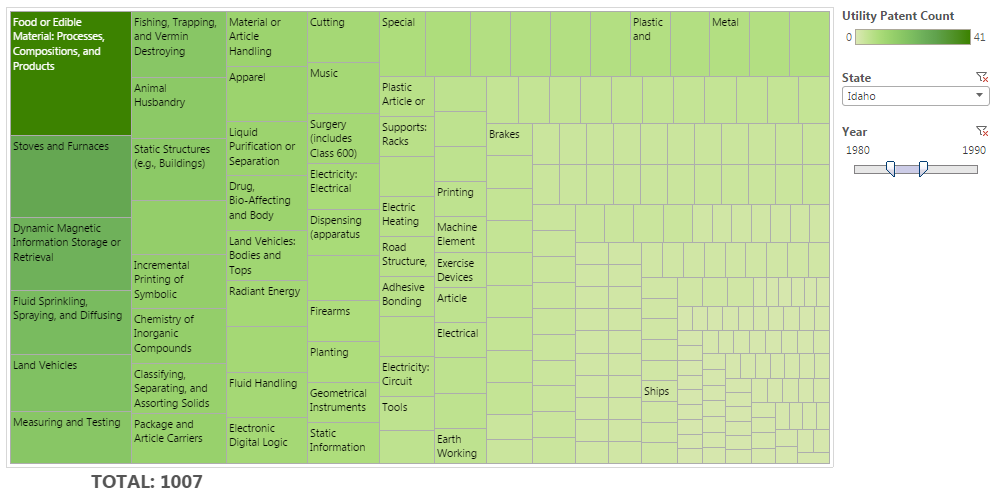 Food or Edible
Material: Processes,
Compositions, and
Products
Stoves and Furnaces
Dynamic Magnetic
Information Storage or
Retrieval
Fluid Sprinkling,
Spraying, and Diffusing
Land Vehicles
Measuring and Testing
Fishing, Trapping,
and Vermin
Destroying
Animal
Husbandry
Static Structures
(e.g., Buildings)
Incremental
Printing of
Symbolic
Chemistry of
Inorganic
Compounds
Classifying,
Separating, and
Assorting Solids
Package and
Article Carriers
Material or
Article
Handling
Apparel
Liquid
Purification or
Separation
Drug,
Bio-Affecting
and Body
Land Vehicles:
Bodies and
Tops
Radiant Energy
Fluid Handling
Electronic
Digital Logic
Cutting
Music
Surgery
(includes
Class 600)
Electricity:
Electrical
Dispensing
(apparatus
Firearms
Planting
Geometrical
Instruments
Static
Information
Special
Plastic
Article or
Supports:
Racks
Electric
Heating
Road
Structure,
Adhesive
Bonding
Electricity:
Circuit
Tools
Printing
Machine
Element
Exercise
Devices
Article
Electrical
Earth
Working
Brakes
Plastic
and
Metal
Ships
TOTAL: 1007
Utility Patent Count
0 41
State
Idaho
Year
1980 1990